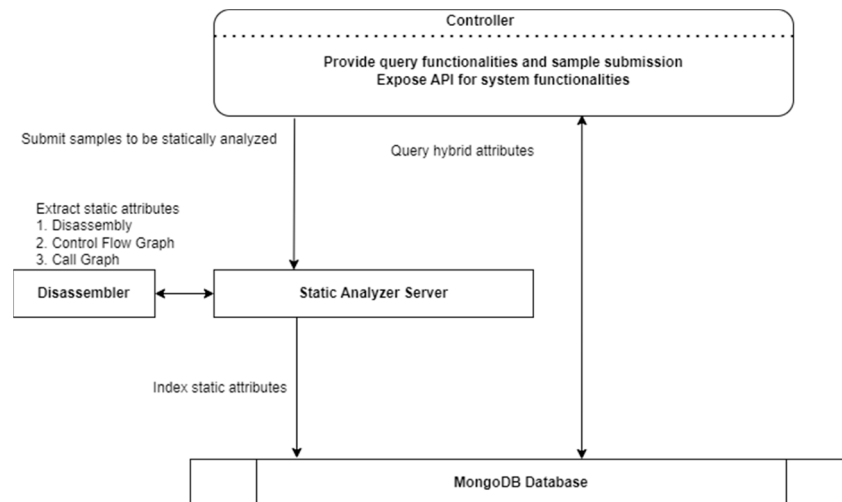 Controller
Provide query functionalities and sample submission
Expose API for system functionalities
Submit samples to be statically analyzed
Query hybrid attributes
Extract static attributes
1. Disassembly
2. Control Flow Graph
3. Call Graph
Disassembler
Static Analyzer Server
Index static attributes
MongoDB Database